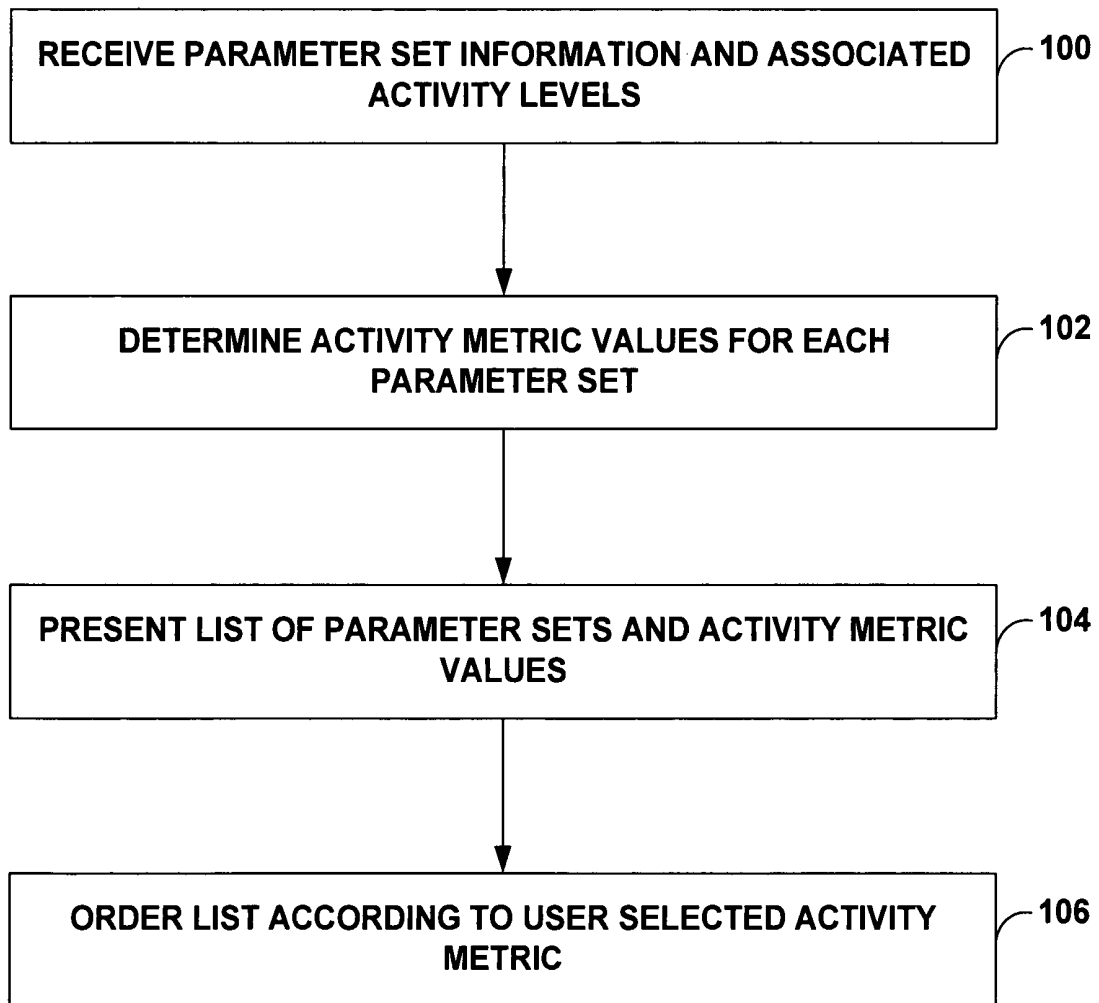 RECEIVE PARAMETER SET INFORMATION AND ASSOCIATED
ACTIVITY LEVELS
100
DETERMINE ACTIVITY METRIC VALUES FOR EACH
PARAMETER SET
102
PRESENT LIST OF PARAMETER SETS AND ACTIVITY METRIC
VALUES
104
ORDER LIST ACCORDING TO USER SELECTED ACTIVITY
METRIC
106